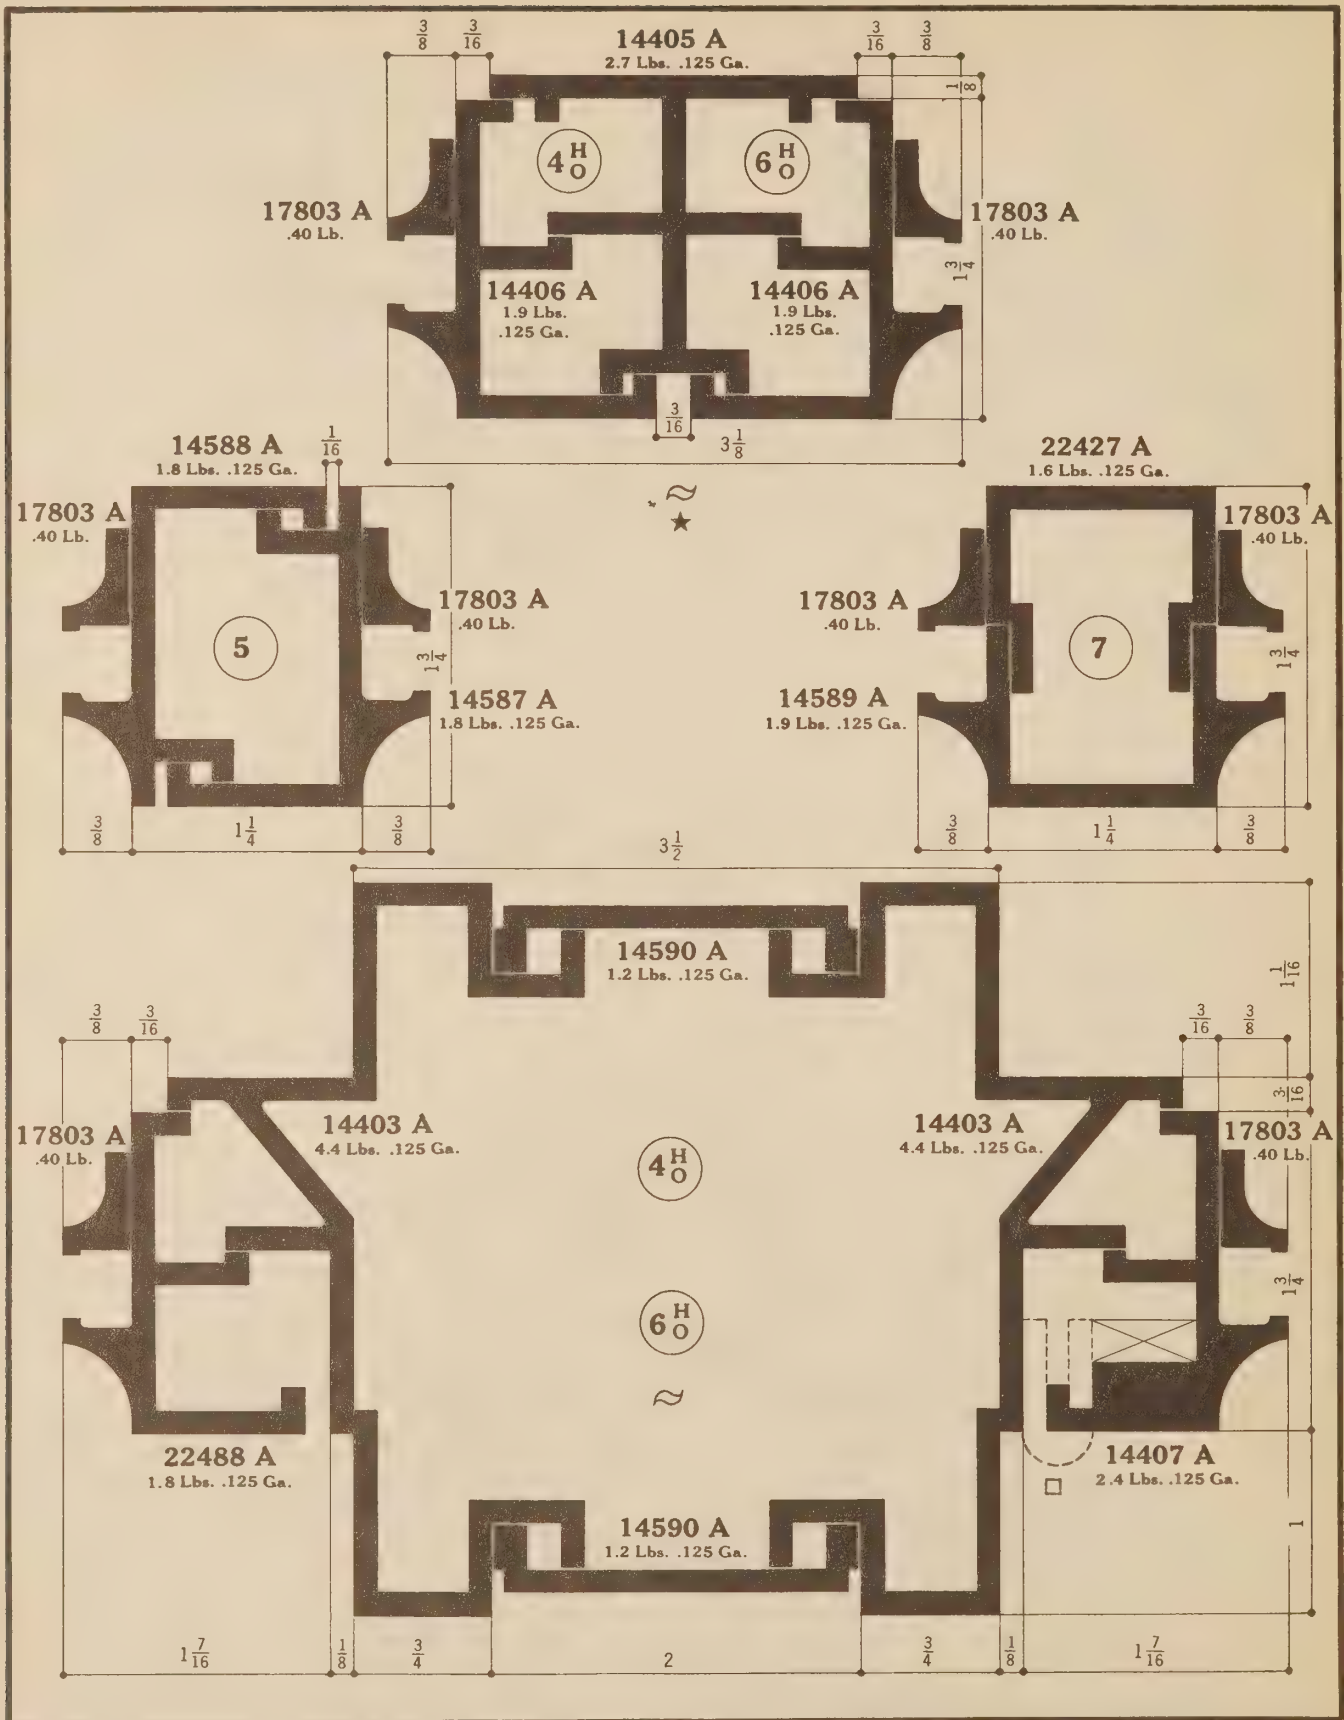 3/8
3/16
14405 A
2.7 Lbs. .125 Ga.
3/16
3/8
1/8
4 H O
6 H O
17803 A
.40 Lb.
17803 A
.40 Lb.
1 3/4
14406 A
1.9 Lbs.
.125 Ga.
14406 A
1.9 Lbs.
.125 Ga.
3/16
3 1/8
14588 A
1.8 Lbs. .125 Ga.
1/16
17803 A
.40 Lb.
17803 A
.40 Lb.
5
1 3/4
14587 A
1.8 Lbs. .125 Ga.
3/8
1 1/4
3/8
≈
★
22427 A
1.6 Lbs. .125 Ga.
17803 A
.40 Lb.
17803 A
.40 Lb.
7
1 3/4
14589 A
1.9 Lbs. .125 Ga.
3/8
1 1/4
3/8
3 1/2
14590 A
1.2 Lbs. .125 Ga.
1 1/16
3/8
3/16
3/16
3/8
3/16
17803 A
.40 Lb.
14403 A
4.4 Lbs. .125 Ga.
14403 A
4.4 Lbs. .125 Ga.
17803 A
.40 Lb.
4 H O
1 3/4
6 H O
≈
22488 A
1.8 Lbs. .125 Ga.
14407 A
2.4 Lbs. .125 Ga.
14590 A
1.2 Lbs. .125 Ga.
1
1 7/16
1/8
3/4
2
3/4
1/8
1 7/16